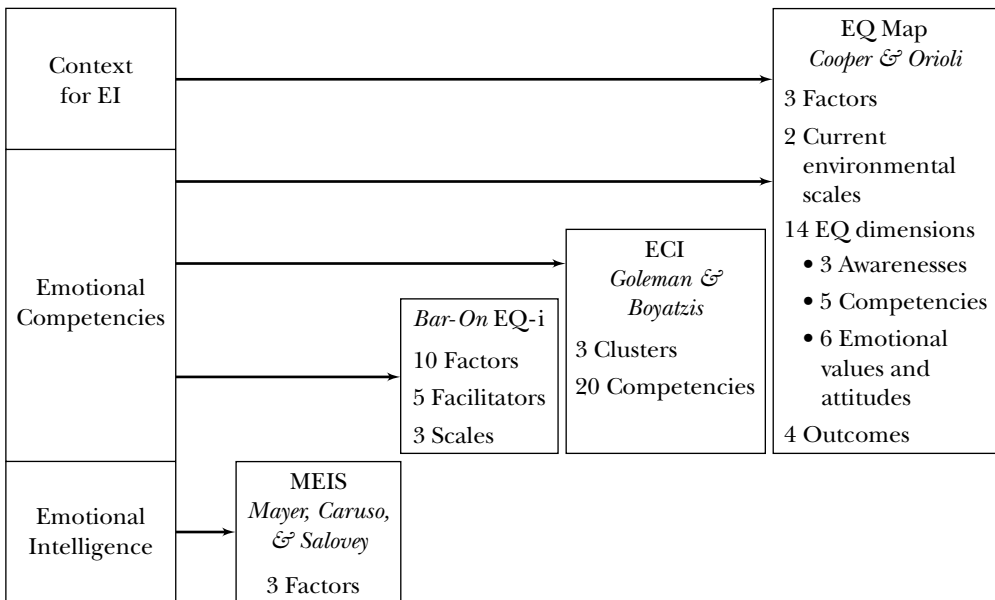 Context
for EI
Emotional
Competencies
Emotional
Intelligence
MEIS
Mayer, Caruso,
& Salovey
3 Factors
Bar-On EQ-i
10 Factors
5 Facilitators
3 Scales
ECI
Goleman &
Boyatzis
3 Clusters
20 Competencies
EQ Map
Cooper & Orioli
3 Factors
2 Current
environmental
scales
14 EQ dimensions
• 3 Awarenesses
• 5 Competencies
• 6 Emotional
values and
attitudes
4 Outcomes